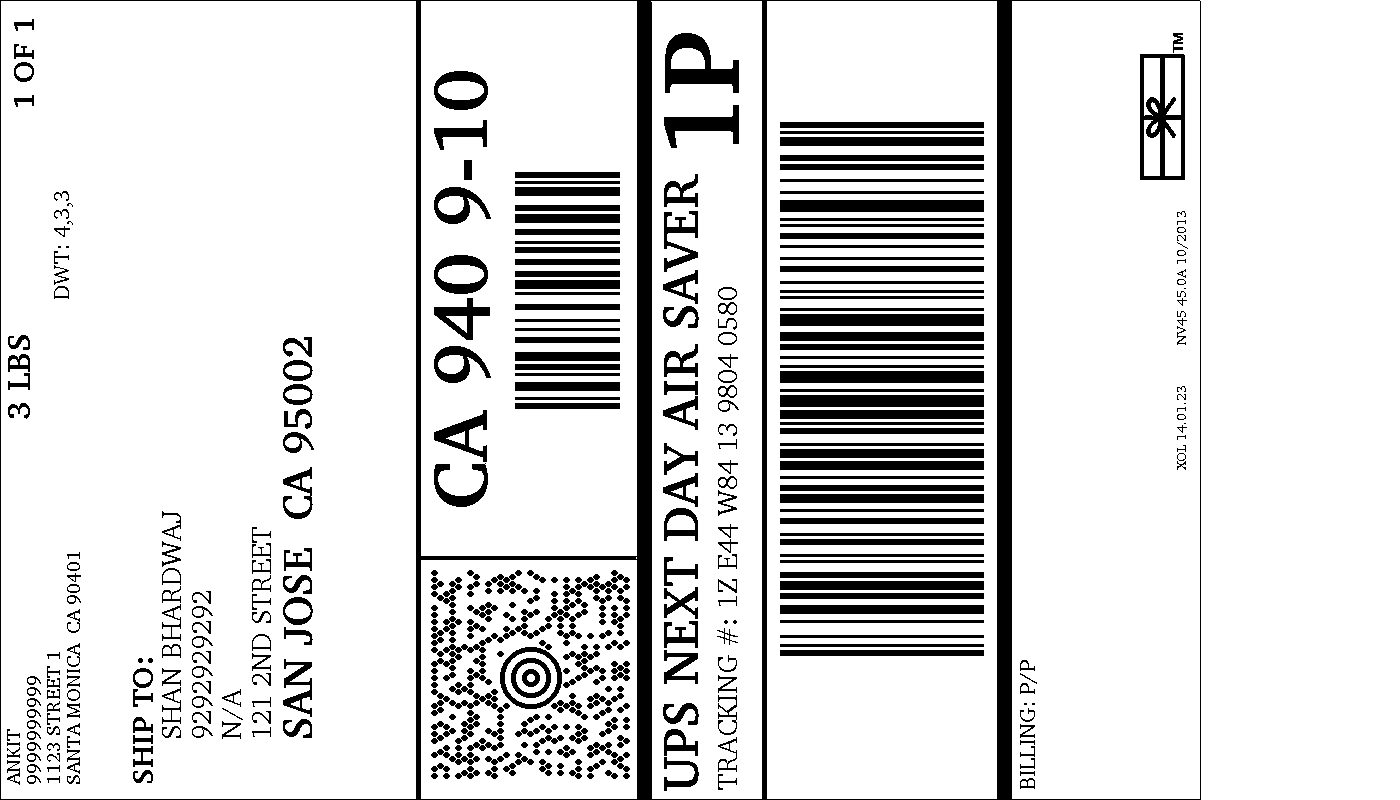 ANKIT
9999999999
1123 STREET 1
SANTA MONICA CA 90401
3 LBS
1 OF 1
DWT: 4,3,3
SHIP TO:
SHAN BHARDWAJ
9292929292
N/A
121 2ND STREET
SAN JOSE CA 95002
CA 940 9-10
UPS NEXT DAY AIR SAVER
1P
TRACKING #: 1Z E44 W84 13 9804 0580
BILLING: P/P
XOL 14.01.23
NV45 45.0A 10/2013
TM